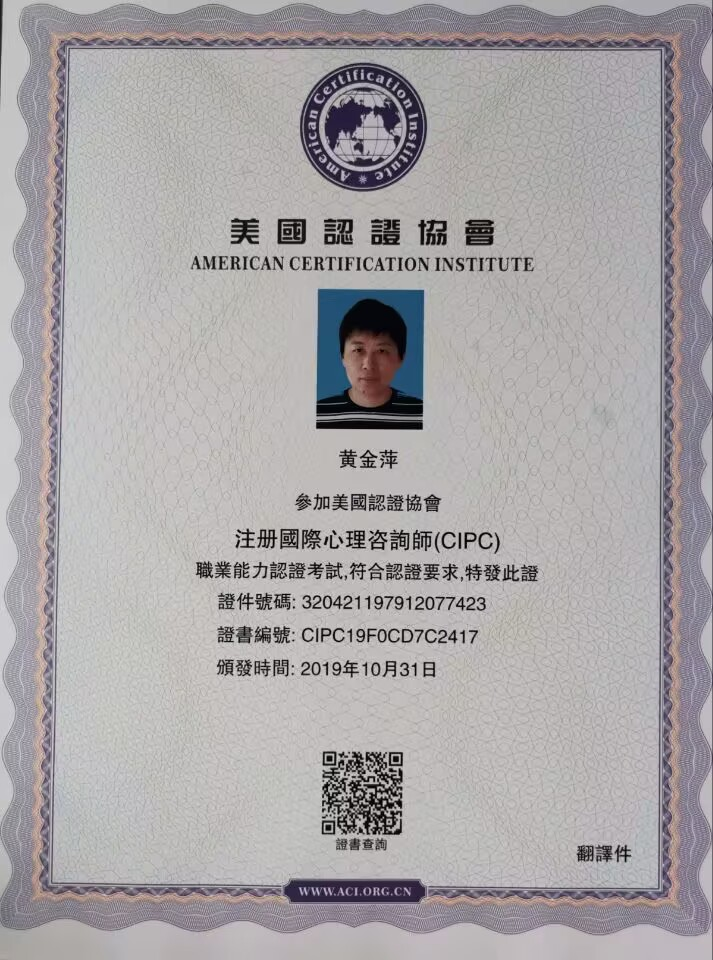 American Certification Institute
美國認證協會
AMERICAN CERTIFICATION INSTITUTE
黄金萍
參加美國認證協會
注册國際心理咨詢師(CIPC)
職業能力認證考試,符合認證要求,特發此證
證件號碼: 320421197912077423
證書編號: CIPC19F0CD7C2417
頒發時間: 2019年10月31日
證書查詢
翻譯件
WWW.ACI.ORG.CN